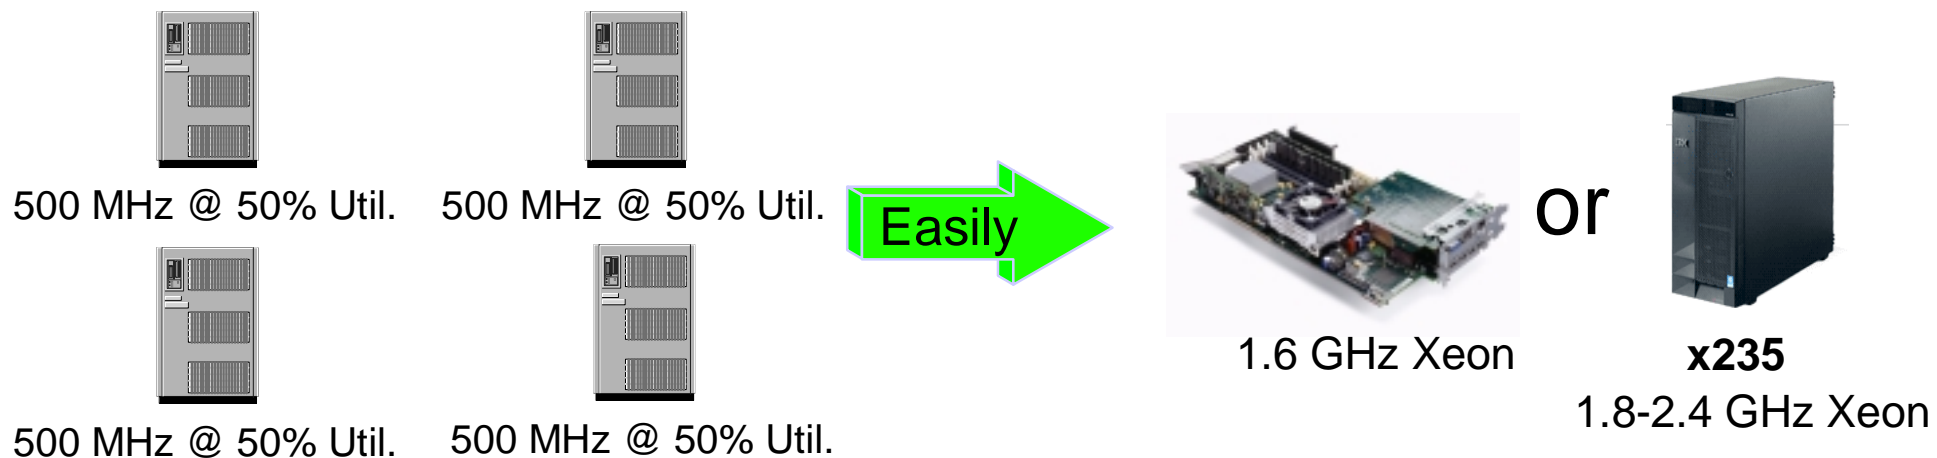 500 MHz @ 50% Util.
500 MHz @ 50% Util.
Easily
or
1.6 GHz Xeon
x235
1.8-2.4 GHz Xeon
500 MHz @ 50% Util.
500 MHz @ 50% Util.